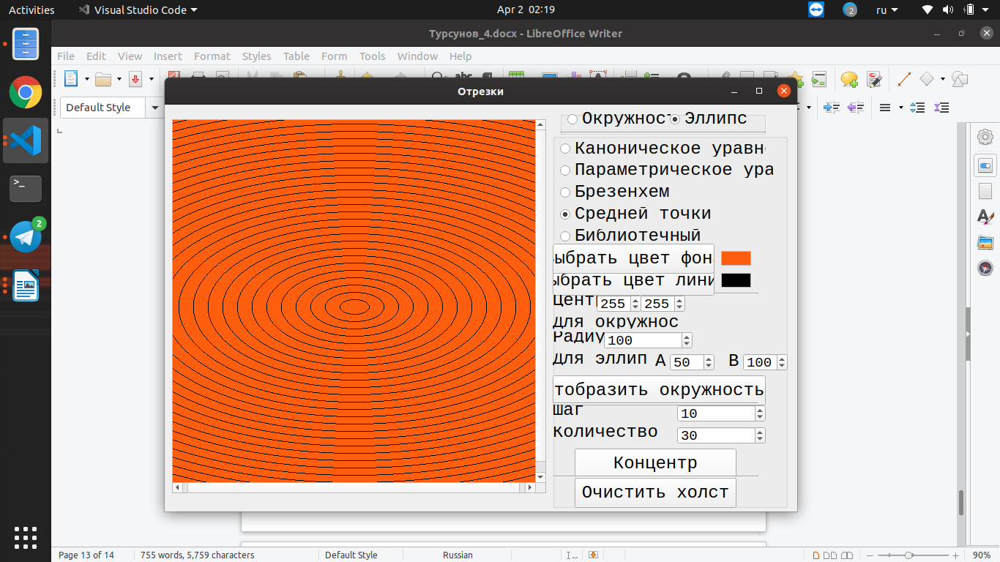 Activities
Visual Studio Code
Apr 2 02:19
2
ru
Турсунов_4.docx - LibreOffice Writer
File Edit View Insert Format Styles Table Form Tools Window Help
Default Style
Отрезки
Окружност
Эллипс
Каноническое уравн
Параметрическое ура
Брезенхем
Средней точки
Библиотечный
ыбрать цвет фон
ыбрать цвет лини
Цент 255 255
Для окружнос
Радиу 100
Для эллип А 50 В 100
тобразить окружность
Шаг 10
Количество 30
Концентр
Очистить холст
2
Page 13 of 14
755 words, 5,759 characters
Default Style
Russian
90%